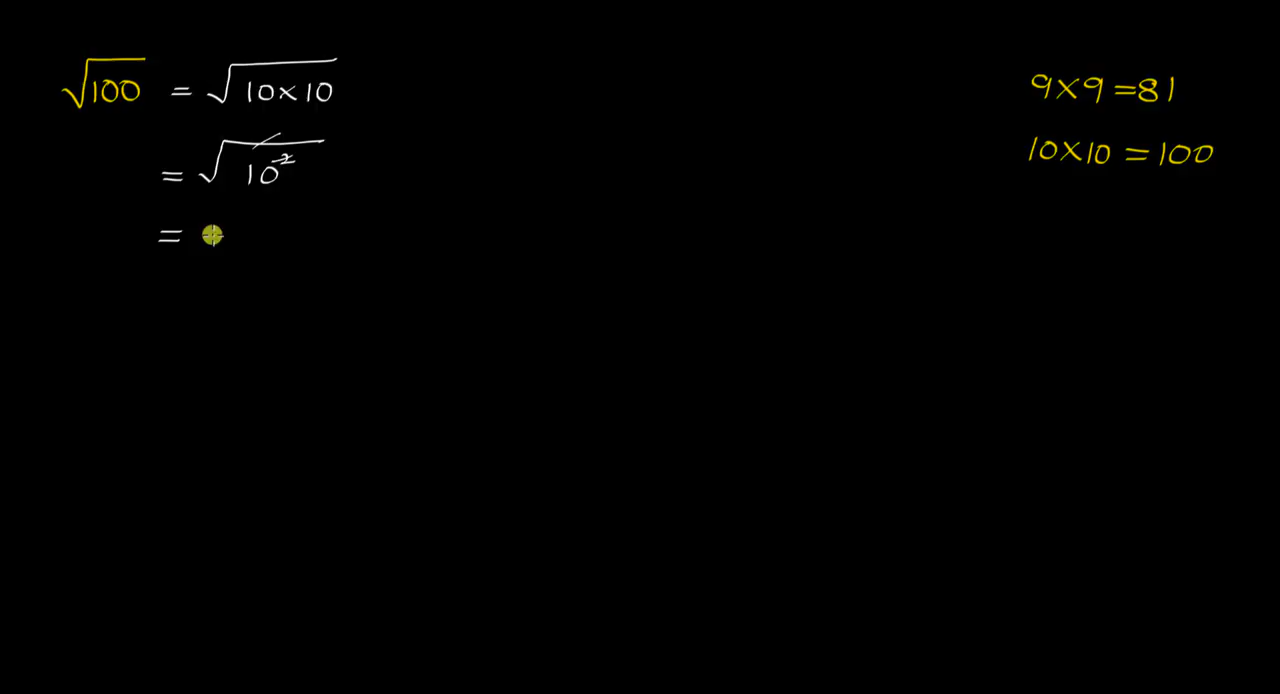 √100 = √10×10
= √10²
=
9×9=81
10×10=100